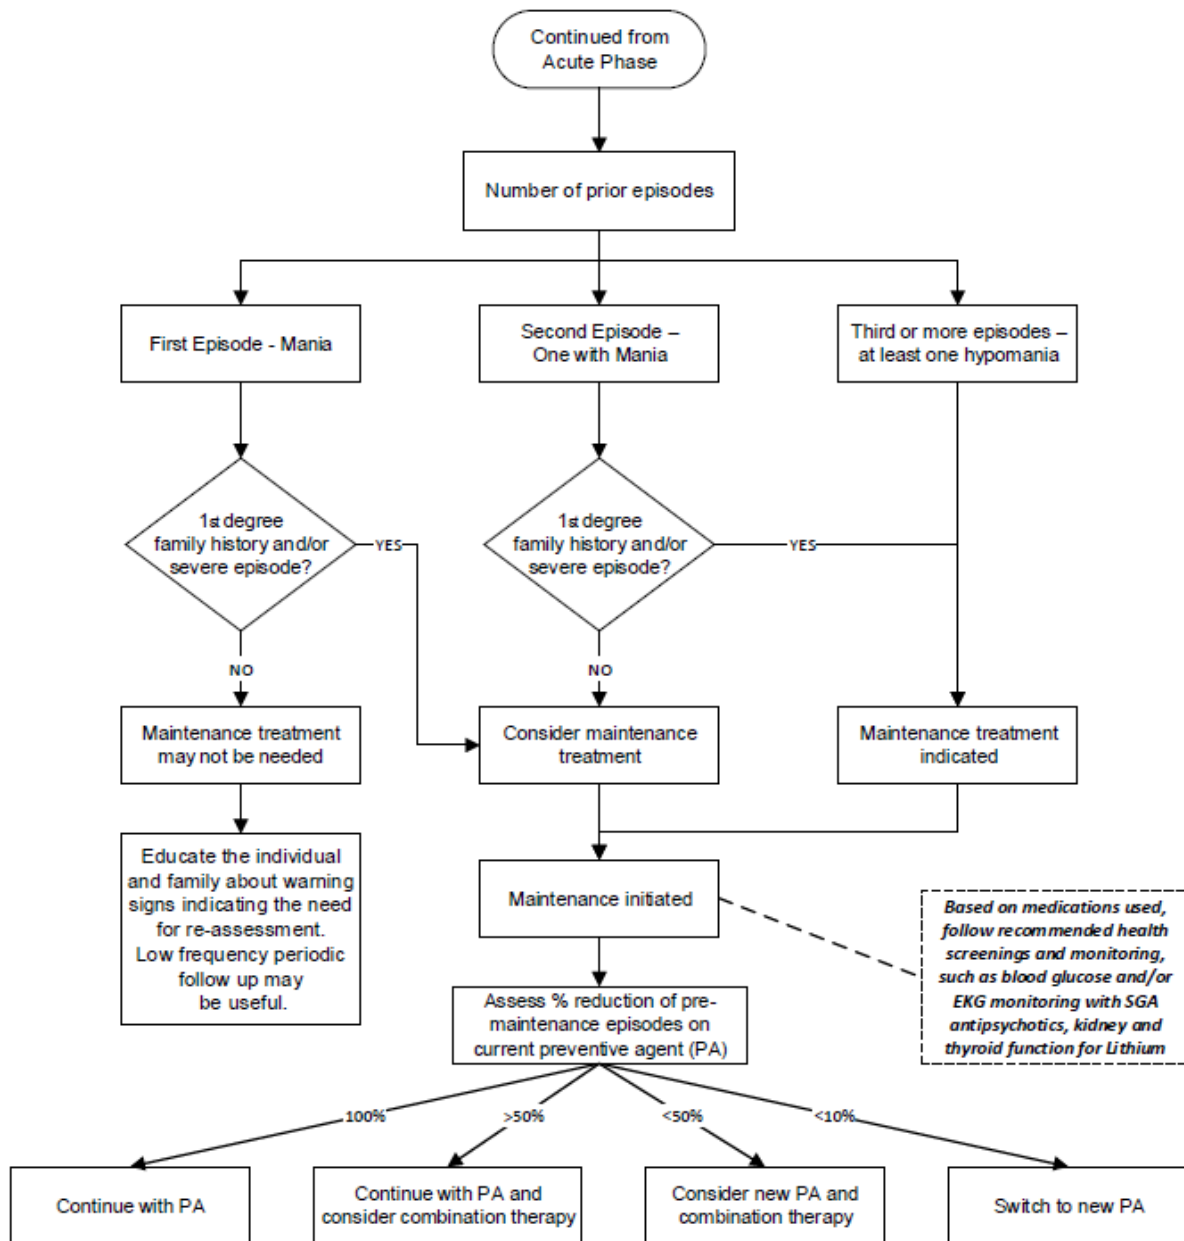 Continued from
Acute Phase
Number of prior episodes
First Episode - Mania
Second Episode –
One with Mania
Third or more episodes –
at least one hypomania
1st degree
family history and/or
severe episode?
YES
1st degree
family history and/or
severe episode?
YES
NO
NO
Maintenance treatment
may not be needed
Consider maintenance
treatment
Maintenance treatment
indicated
Educate the individual
and family about warning
signs indicating the need
for re-assessment.
Low frequency periodic
follow up may
be useful.
Maintenance initiated
Based on medications used,
follow recommended health
screenings and monitoring,
such as blood glucose and/or
EKG monitoring with SGA
antipsychotics, kidney and
thyroid function for Lithium
Assess % reduction of pre-
maintenance episodes on
current preventive agent (PA)
100%
>50%
<50%
<10%
Continue with PA
Continue with PA and
consider combination therapy
Consider new PA and
combination therapy
Switch to new PA